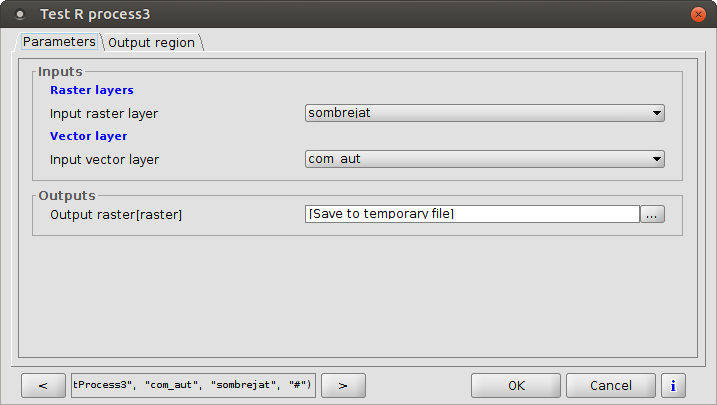 Test R process3
Parameters Output region
Inputs
Raster layers
Input raster layer sombrejat
Vector layer
Input vector layer com_aut
Outputs
Output raster[raster] [Save to temporary file] ...
< tProcess3", "com_aut", "sombrejat", "#") > OK Cancel i